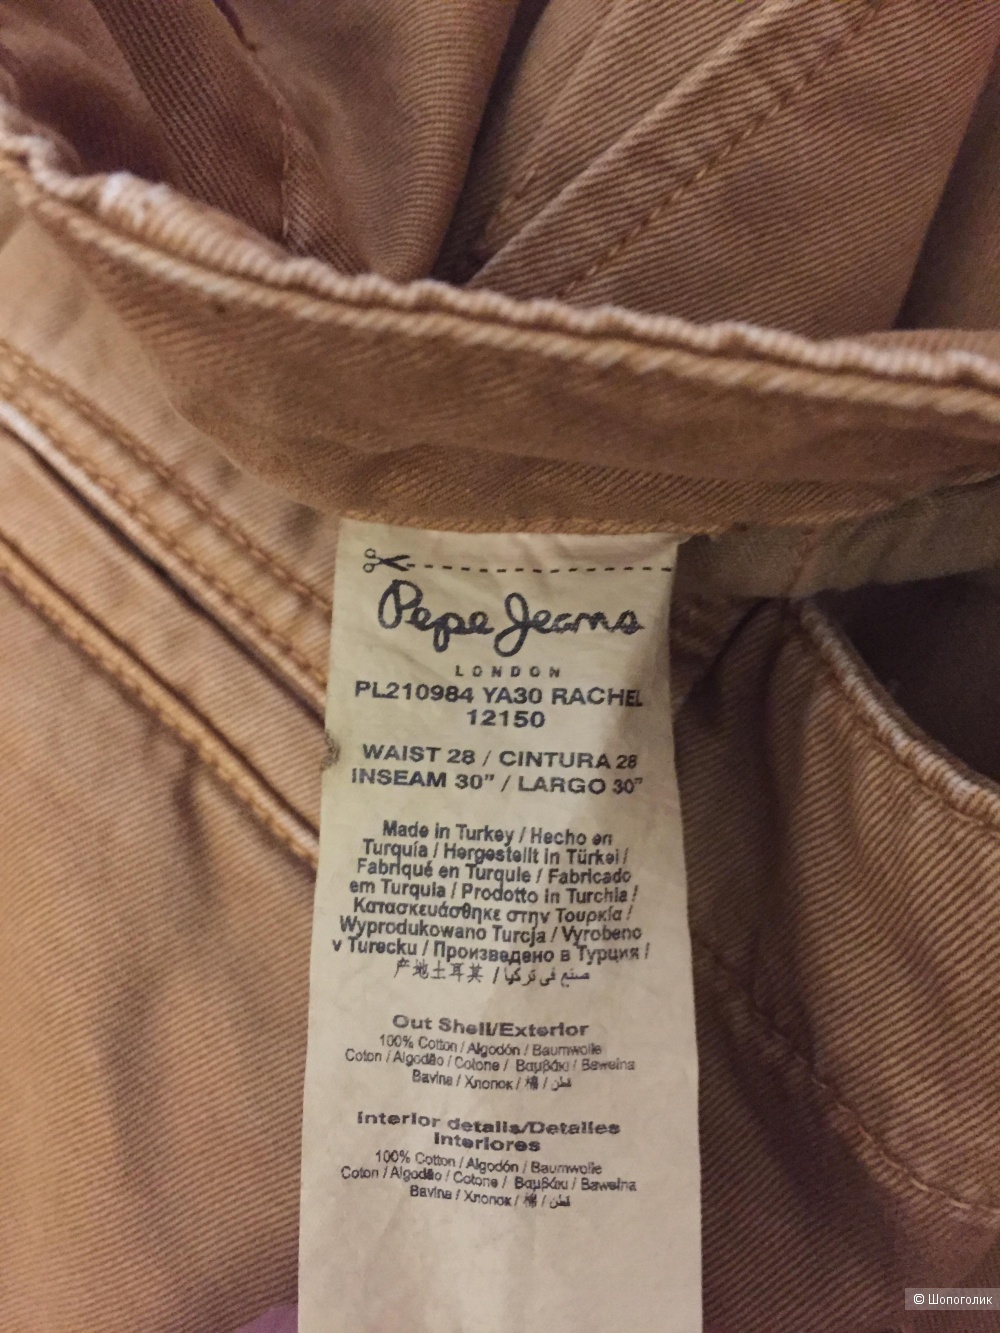 Pepe Jeans
LONDON
PL210984 YA30 RACHEL
12150
WAIST 28 / CINTURA 28
INSEAM 30" / LARGO 30"
Made in Turkey / Hecho en
Turquía / Hergestellt in Türkei /
Fabriqué en Turquie / Fabricado
em Turquia / Prodotto in Turchia /
Κατασκευάσθηκε στην Τουρκία /
Wyprodukowano Turcja / Vyrobeno
v Turecku / Произведено в Турция /
产地土耳其 / صنع في تركيا
Out Shell/Exterior
100% Cotton / Algodón / Baumwolle
Coton / Algodão / Cotone / Βαμβάκι / Bawełna
Bavlna / Хлопок / 棉 / قطن
Interior details/Detalles
Interiores
100% Cotton / Algodón / Baumwolle
Coton / Algodão / Cotone / Βαμβάκι / Bawełna
Bavlna / Хлопок / 棉 / قطن
© Шопоголик